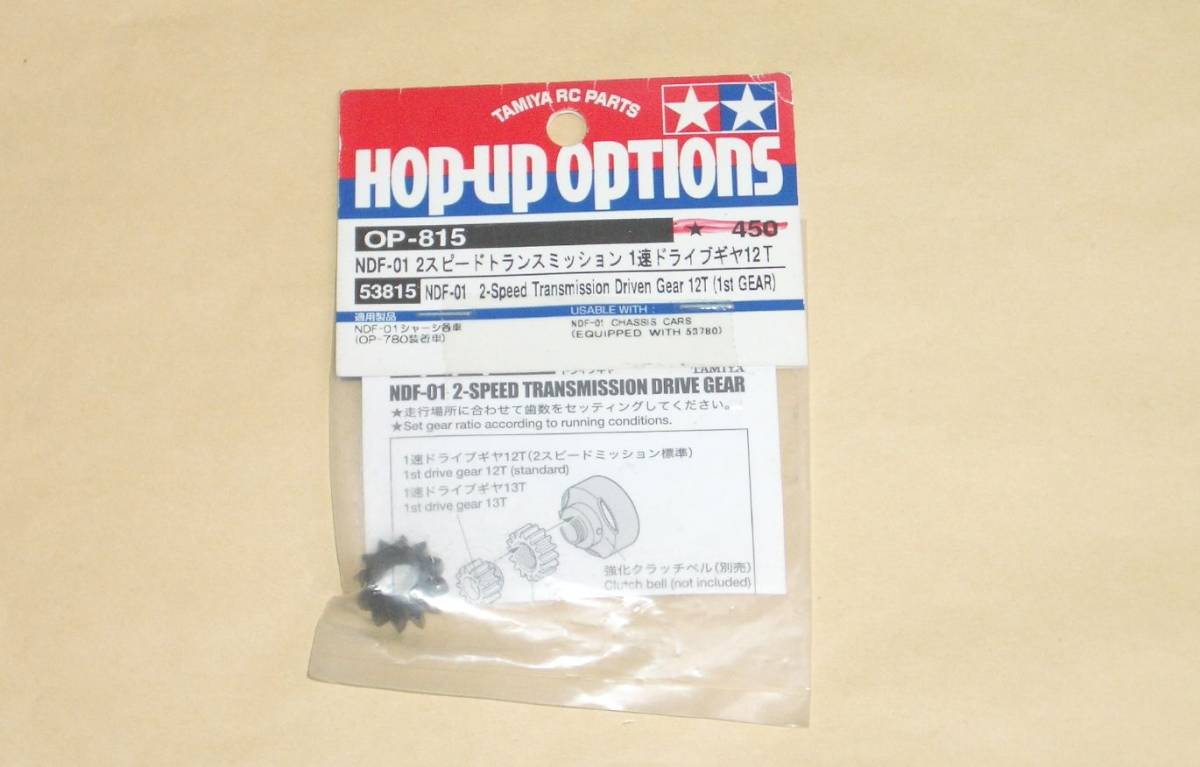 TAMIYA RC PARTS
HOP-UP OPTIONS
OP-815 ★ 450
NDF-01 2スピードトランスミッション 1速ドライブギヤ12T
53815 NDF-01 2-Speed Transmission Driven Gear 12T (1st GEAR)
適用製品 USABLE WITH :
NDF-01シャーシ各車 NDF-01 CHASSIS CARS
(OP-780装着車) (EQUIPPED WITH 53780)
ドライブギヤ TAMIYA
NDF-01 2-SPEED TRANSMISSION DRIVE GEAR
★走行場所に合わせて歯数をセッティングしてください。
★Set gear ratio according to running conditions.
1速ドライブギヤ12T(2スピードミッション標準)
1st drive gear 12T (standard)
1速ドライブギヤ13T
1st drive gear 13T
強化クラッチベル(別売)
Clutch bell (not included)